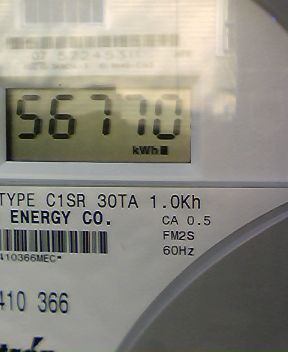 56770
kWh
TYPE C1SR 30TA 1.0Kh
ENERGY CO.
CA 0.5
FM2S
60Hz
410366MEC*
410 366